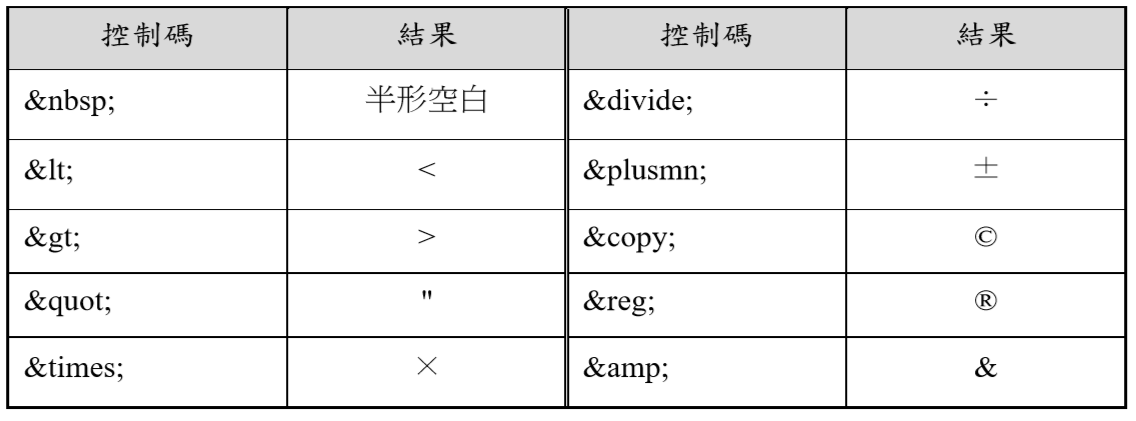 控制碼 結果 控制碼 結果
&nbsp; 半形空白 &divide; ÷
&lt; < &plusmn; ±
&gt; > &copy; ©
&quot; " &reg; ®
&times; × &amp; &